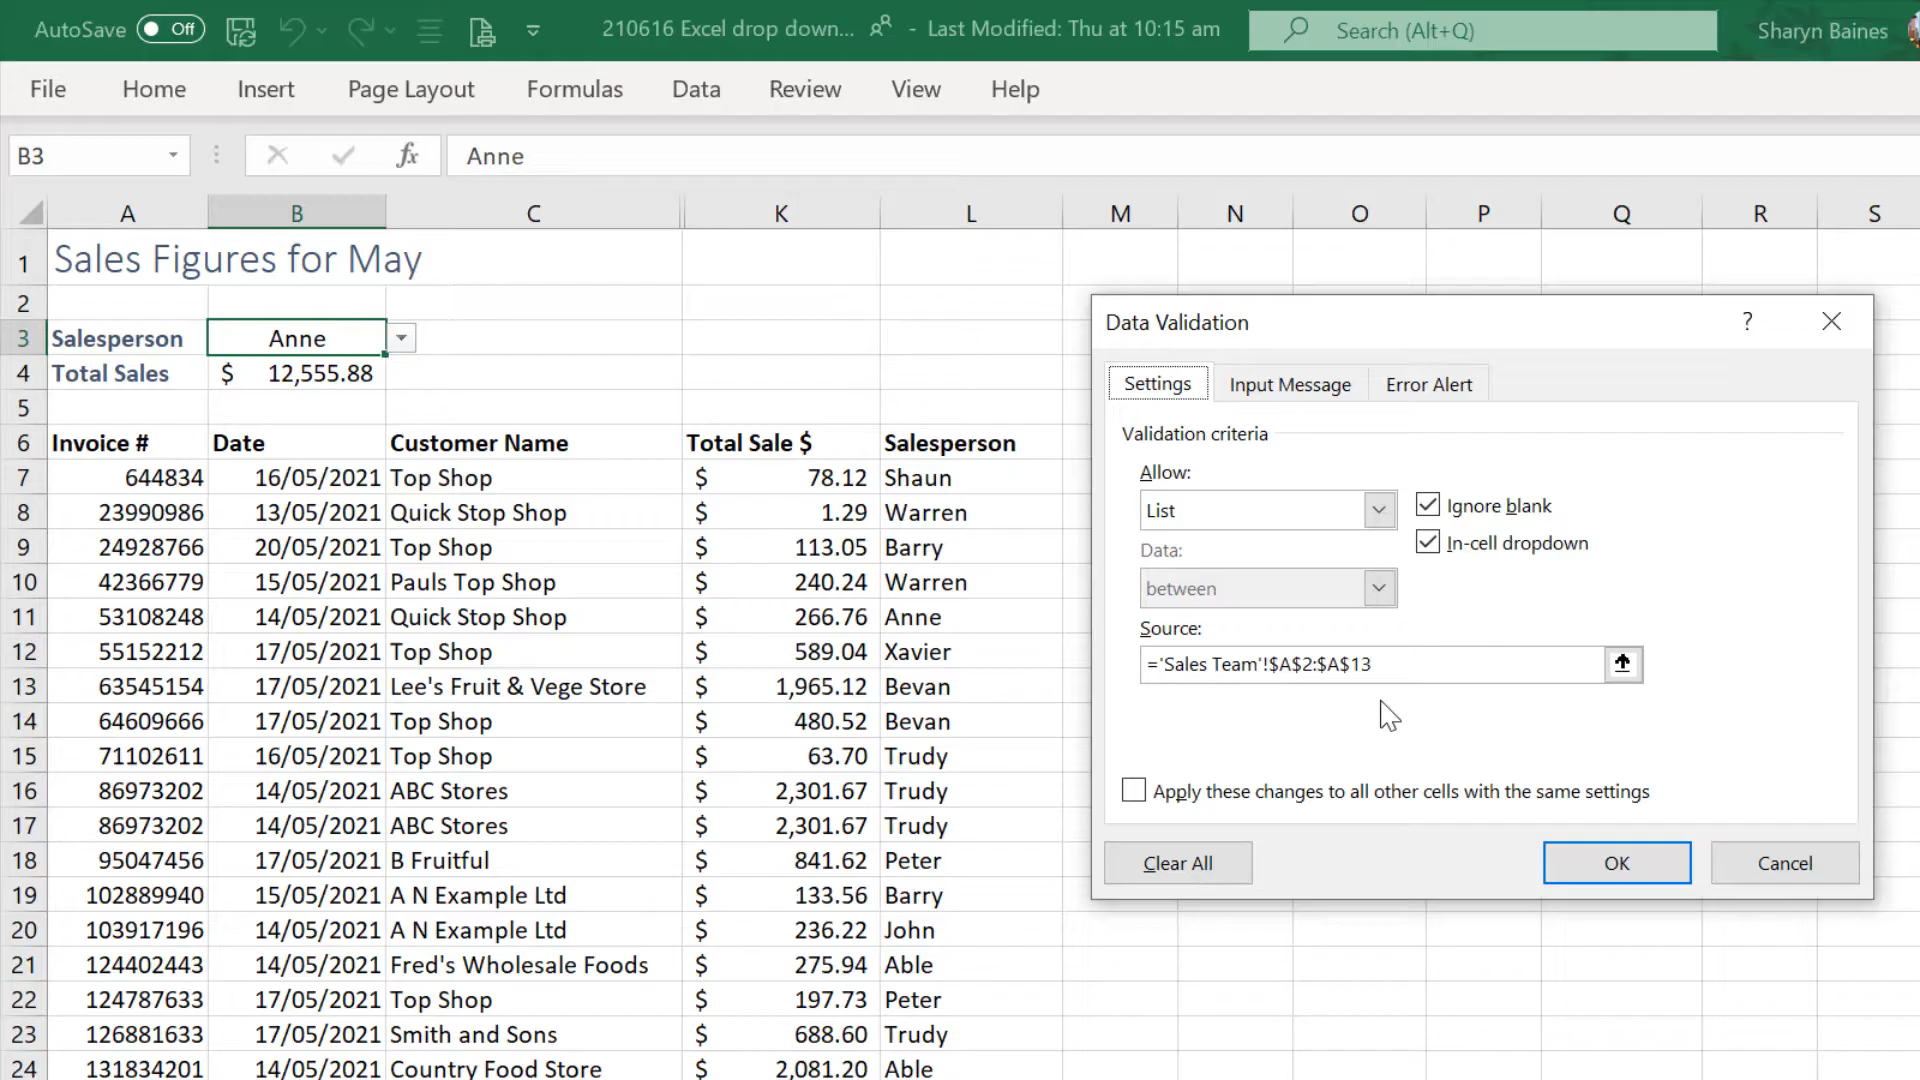 AutoSave Off 210616 Excel drop down... - Last Modified: Thu at 10:15 am Search (Alt+Q) Sharyn Baines
File Home Insert Page Layout Formulas Data Review View Help
B3 fx Anne
A B C K L M N O P Q R S
1 Sales Figures for May
2
3 Salesperson Anne
4 Total Sales $ 12,555.88
5
6 Invoice # Date Customer Name Total Sale $ Salesperson
7 644834 16/05/2021 Top Shop $ 78.12 Shaun
8 23990986 13/05/2021 Quick Stop Shop $ 1.29 Warren
9 24928766 20/05/2021 Top Shop $ 113.05 Barry
10 42366779 15/05/2021 Pauls Top Shop $ 240.24 Warren
11 53108248 14/05/2021 Quick Stop Shop $ 266.76 Anne
12 55152212 17/05/2021 Top Shop $ 589.04 Xavier
13 63545154 17/05/2021 Lee's Fruit & Vege Store $ 1,965.12 Bevan
14 64609666 17/05/2021 Top Shop $ 480.52 Bevan
15 71102611 16/05/2021 Top Shop $ 63.70 Trudy
16 86973202 14/05/2021 ABC Stores $ 2,301.67 Trudy
17 86973202 14/05/2021 ABC Stores $ 2,301.67 Trudy
18 95047456 17/05/2021 B Fruitful $ 841.62 Peter
19 102889940 15/05/2021 A N Example Ltd $ 133.56 Barry
20 103917196 14/05/2021 A N Example Ltd $ 236.22 John
21 124402443 14/05/2021 Fred's Wholesale Foods $ 275.94 Able
22 124787633 17/05/2021 Top Shop $ 197.73 Peter
23 126881633 17/05/2021 Smith and Sons $ 688.60 Trudy
24 131834201 14/05/2021 Country Food Store $ 2,081.20 Able
Data Validation ?
Settings Input Message Error Alert
Validation criteria
Allow:
List Ignore blank
In-cell dropdown
Data:
between
Source:
='Sales Team'!$A$2:$A$13
Apply these changes to all other cells with the same settings
Clear All OK Cancel